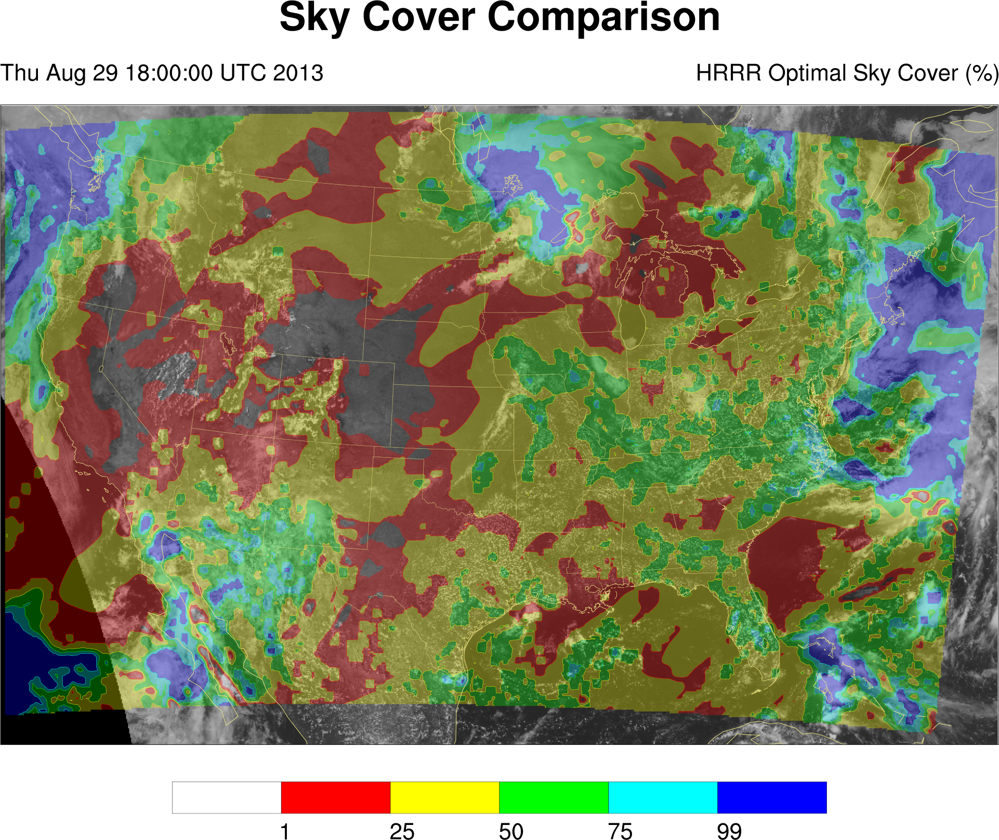 Sky Cover Comparison
Thu Aug 29 18:00:00 UTC 2013
HRRR Optimal Sky Cover (%)
1 25 50 75 99